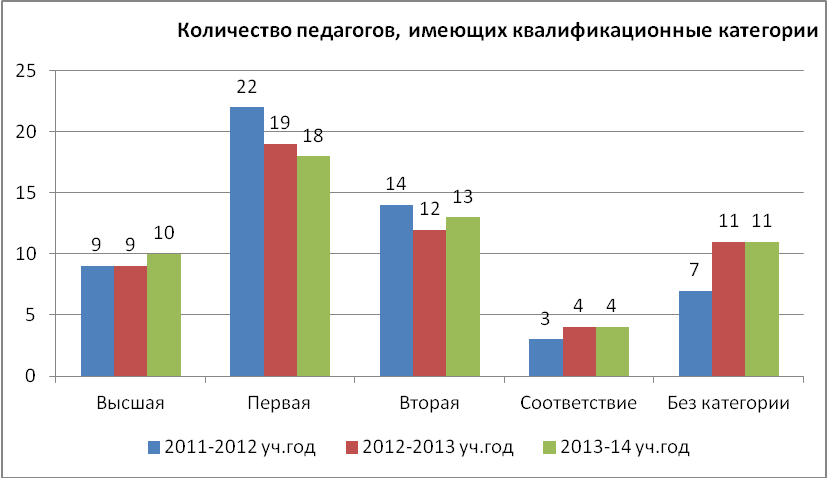 Количество педагогов, имеющих квалификационные категории
25
20
15
10
5
0
9 9 10
22 19 18
14 12 13
3 4 4
7 11 11
Высшая Первая Вторая Соответствие Без категории
2011-2012 уч.год 2012-2013 уч.год 2013-14 уч.год